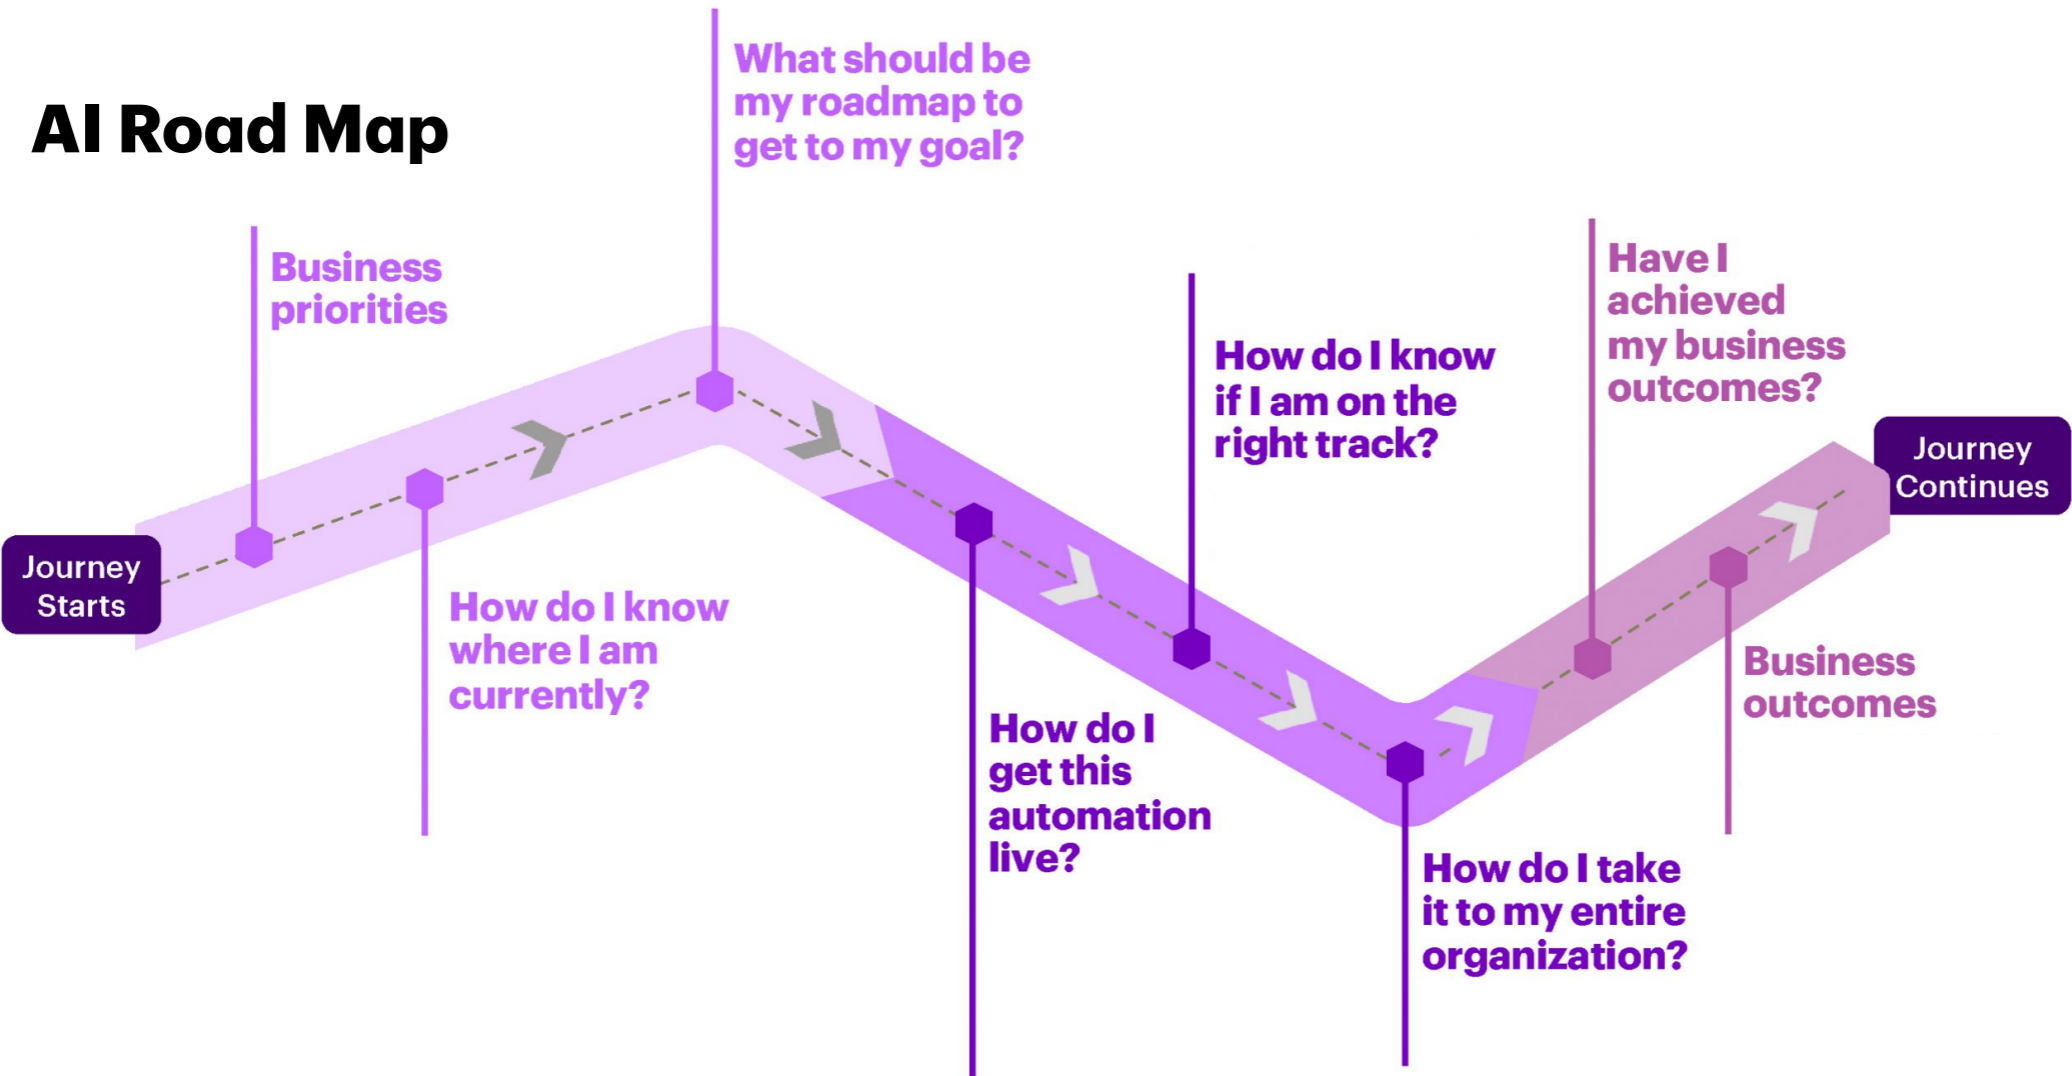 AI Road Map
What should be
my roadmap to
get to my goal?
Business
priorities
Have I
achieved
my business
outcomes?
How do I know
if I am on the
right track?
Journey
Continues
Journey
Starts
How do I know
where I am
currently?
Business
outcomes
How do I
get this
automation
live?
How do I take
it to my entire
organization?